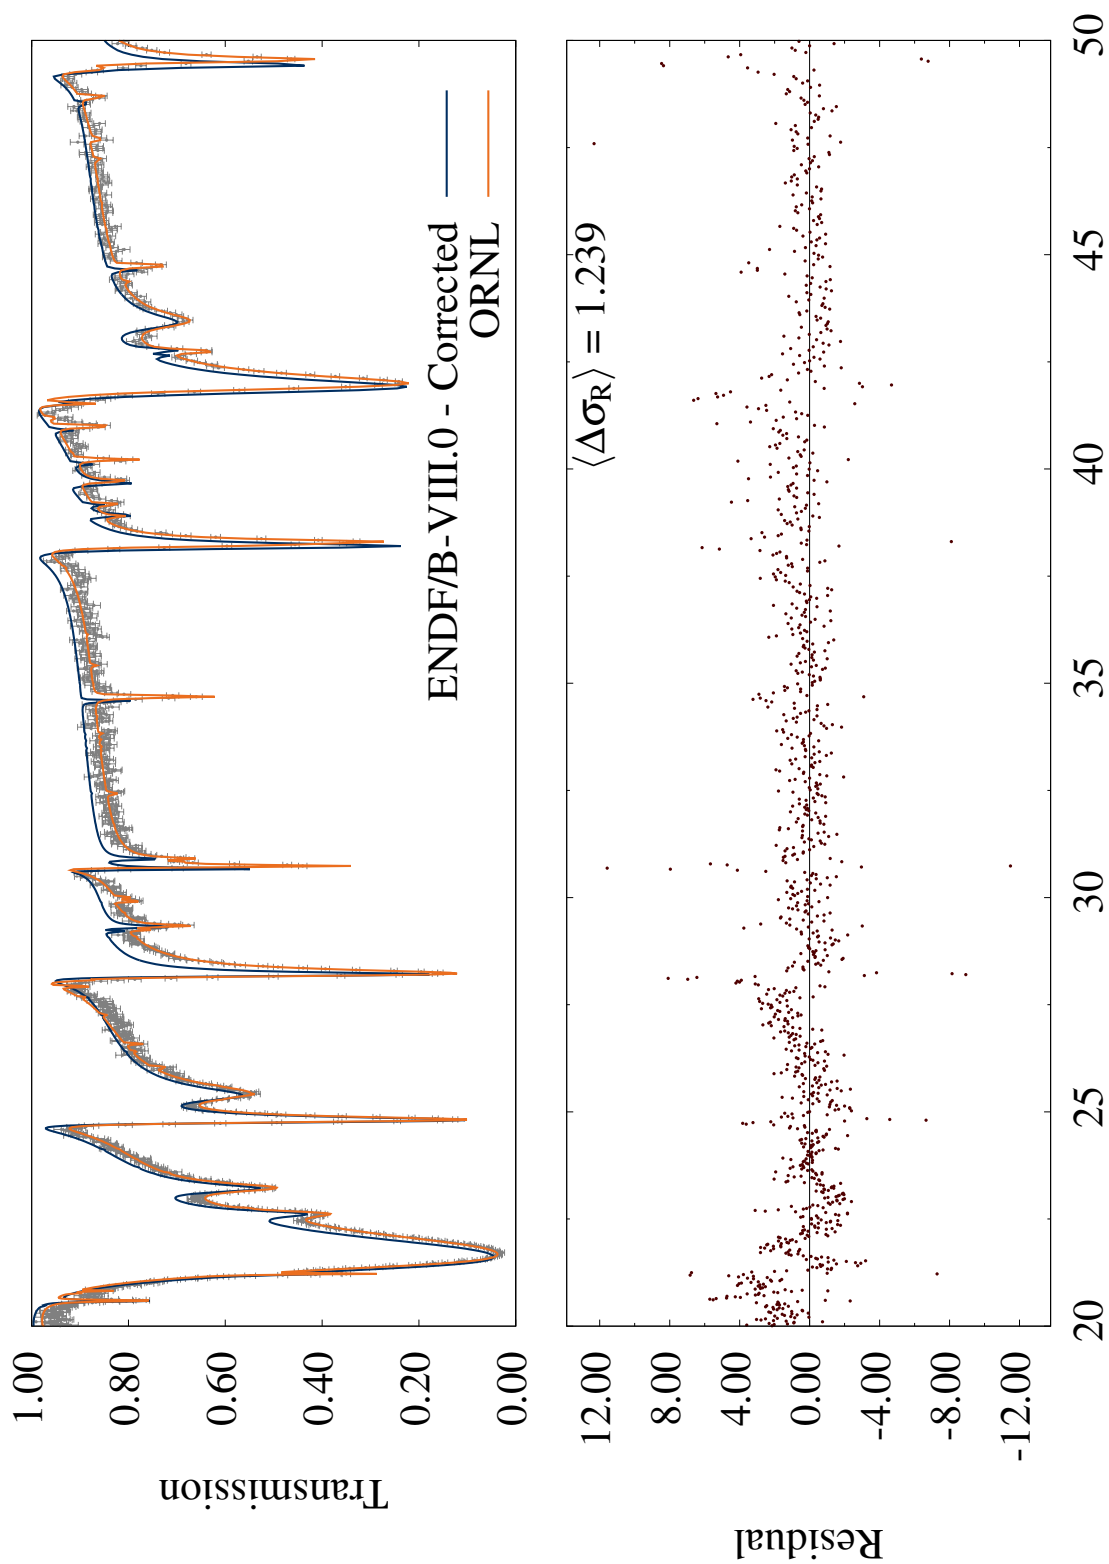 Transmission
1.00
0.80
0.60
0.40
0.20
0.00
ENDF/B-VIII.0 - Corrected
ORNL
Residual
12.00
8.00
4.00
0.00
-4.00
-8.00
-12.00
⟨Δσ_R⟩ = 1.239
20 25 30 35 40 45 50